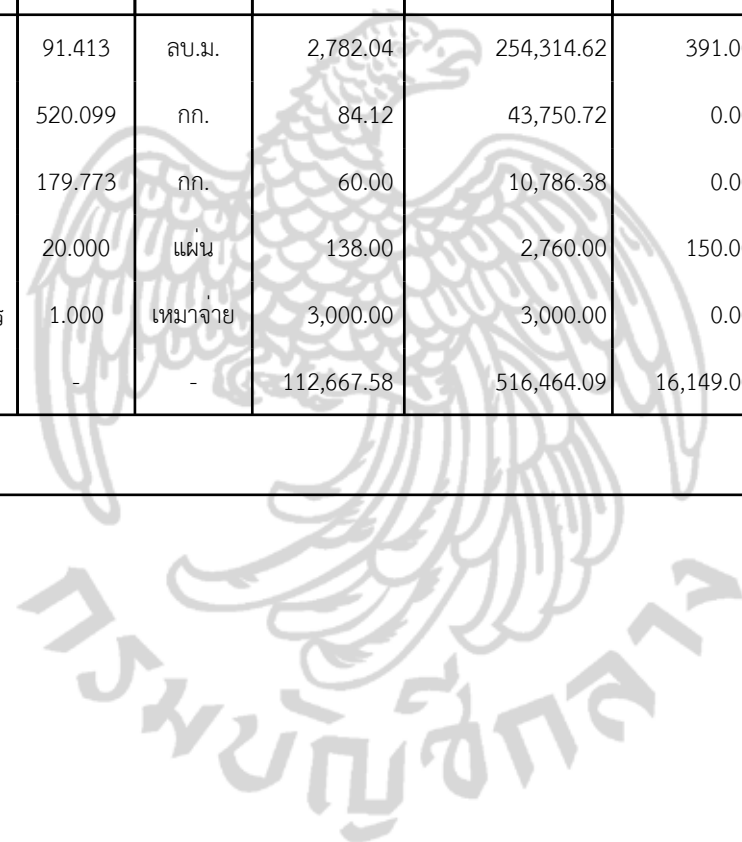 91.413 ลบ.ม. 2,782.04 254,314.62 391.0
520.099 กก. 84.12 43,750.72 0.0
179.773 กก. 60.00 10,786.38 0.0
20.000 แผ่น 138.00 2,760.00 150.0
ร 1.000 เหมาจ่าย 3,000.00 3,000.00 0.0
- - 112,667.58 516,464.09 16,149.0
กรมบัญชีกลาง